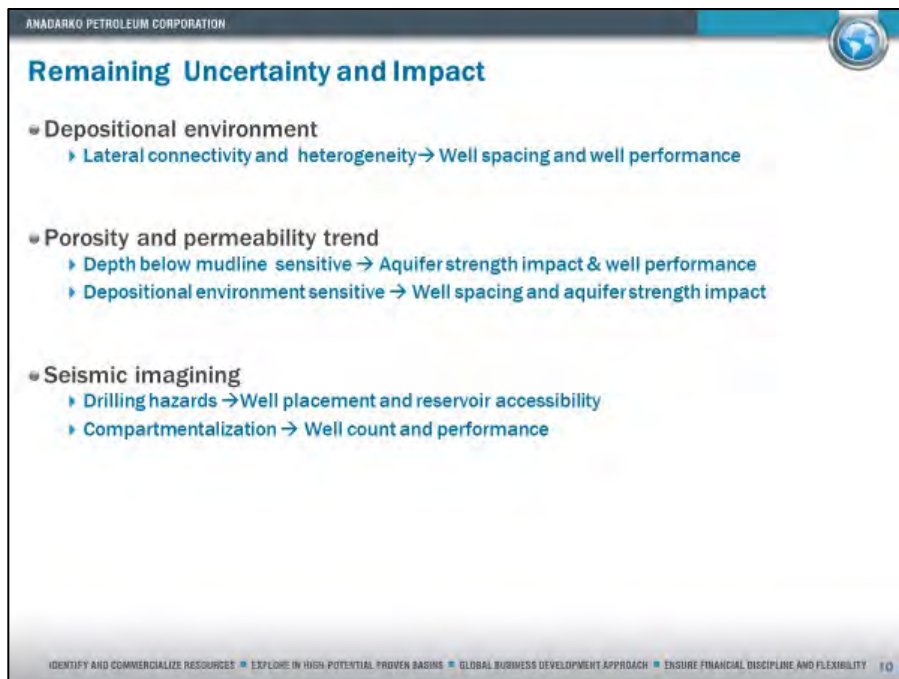 ANADARKO PETROLEUM CORPORATION
Remaining Uncertainty and Impact
Depositional environment
Lateral connectivity and heterogeneity→ Well spacing and well performance
Porosity and permeability trend
Depth below mudline sensitive → Aquifer strength impact & well performance
Depositional environment sensitive → Well spacing and aquifer strength impact
Seismic imagining
Drilling hazards →Well placement and reservoir accessibility
Compartmentalization → Well count and performance
IDENTIFY AND COMMERCIALIZE RESOURCES ■ EXPLORE IN HIGH-POTENTIAL PROVEN BASINS ■ GLOBAL BUSINESS DEVELOPMENT APPROACH ■ ENSURE FINANCIAL DISCIPLINE AND FLEXIBILITY 10